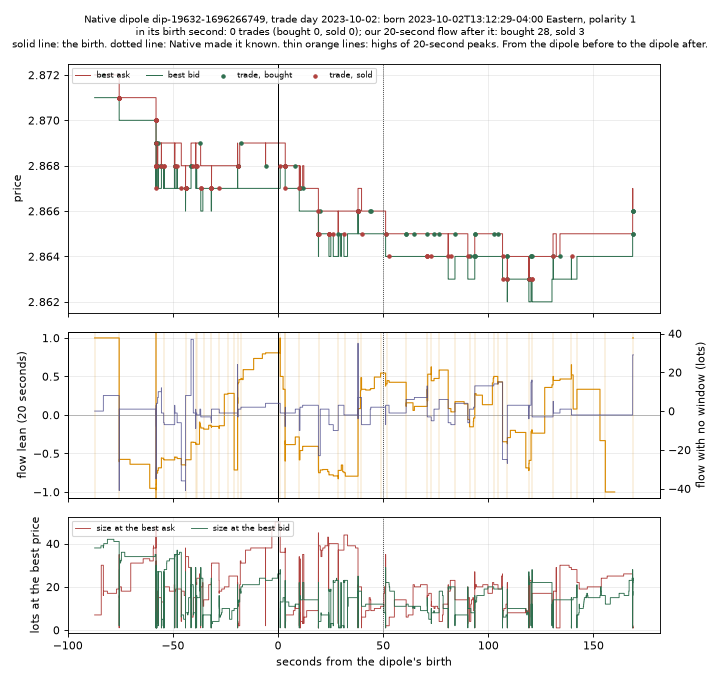 Native dipole dip-19632-1696266749, trade day 2023-10-02: born 2023-10-02T13:12:29-04:00 Eastern, polarity 1
in its birth second: 0 trades (bought 0, sold 0); our 20-second flow after it: bought 28, sold 3
solid line: the birth. dotted line: Native made it known. thin orange lines: highs of 20-second peaks. From the dipole before to the dipole after.
best ask best bid trade, bought trade, sold
price
2.872
2.870
2.868
2.866
2.864
2.862
flow lean (20 seconds)
1.0
0.5
0.0
−0.5
−1.0
40
20
0
−20
−40
flow with no window (lots)
size at the best ask size at the best bid
lots at the best price
40
20
0
−100 −50 0 50 100 150
seconds from the dipole's birth